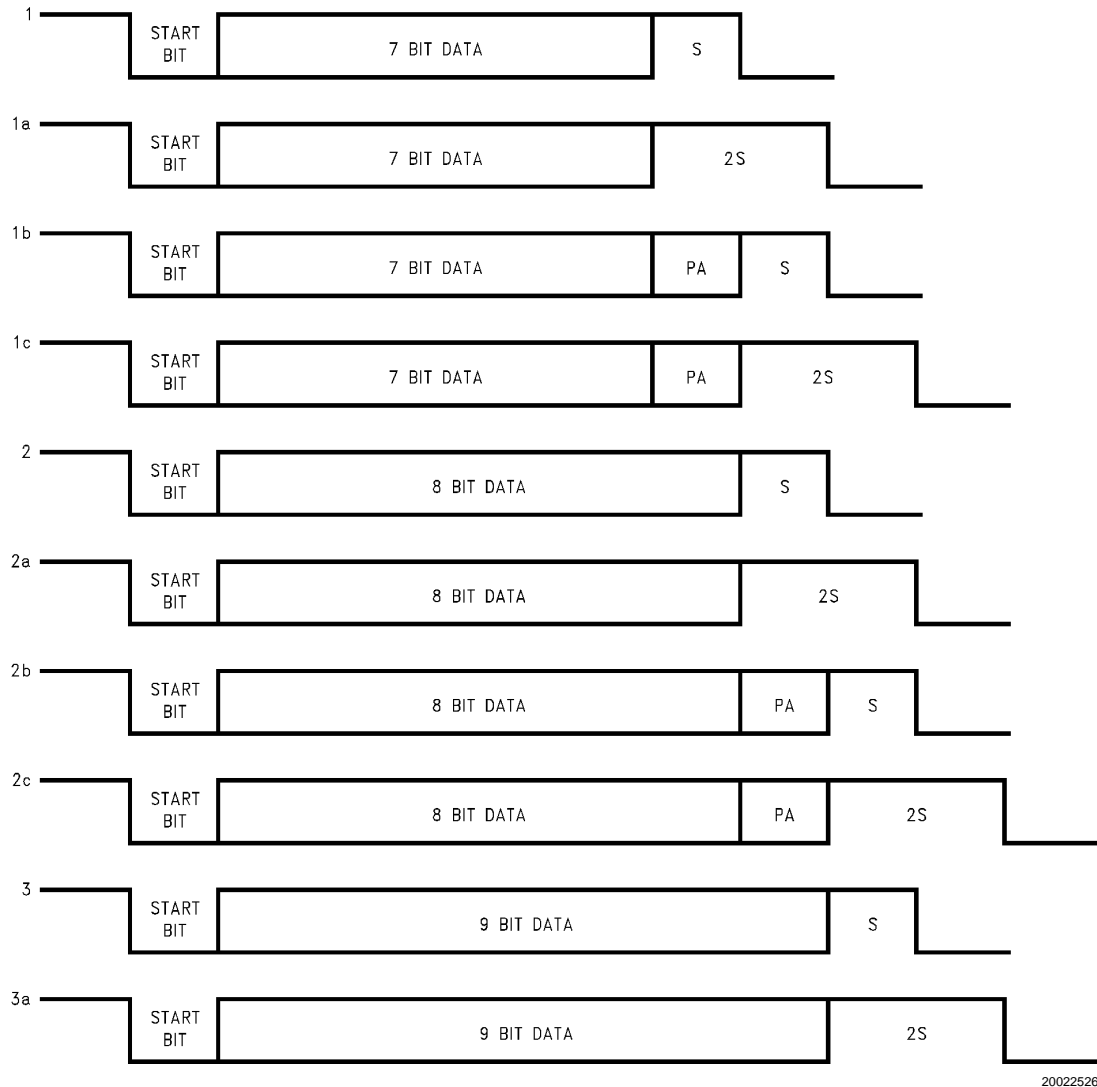 1
START
BIT
7 BIT DATA
S
1a
START
BIT
7 BIT DATA
2S
1b
START
BIT
7 BIT DATA
PA
S
1c
START
BIT
7 BIT DATA
PA
2S
2
START
BIT
8 BIT DATA
S
2a
START
BIT
8 BIT DATA
2S
2b
START
BIT
8 BIT DATA
PA
S
2c
START
BIT
8 BIT DATA
PA
2S
3
START
BIT
9 BIT DATA
S
3a
START
BIT
9 BIT DATA
2S
20022526